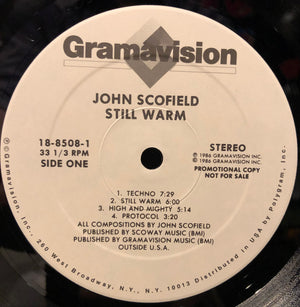 Gramavision
JOHN SCOFIELD
STILL WARM
18-8508-1
33 1/3 RPM
SIDE ONE
STEREO
℗ 1986 GRAMAVISION INC.
© 1986 GRAMAVISION INC.
PROMOTIONAL COPY
NOT FOR SALE
1. TECHNO 7:29
2. STILL WARM 6:00
3. HIGH AND MIGHTY 5:14
4. PROTOCOL 3:20
ALL COMPOSITIONS BY JOHN SCOFIELD
PUBLISHED BY SCOWAY MUSIC (BMI)
PUBLISHED BY GRAMAVISION MUSIC (BMI)
OUTSIDE U.S.A.
Gramavision, Inc., 260 West Broadway, N.Y., N.Y. 10013 Distributed in USA by Polygram, Inc.